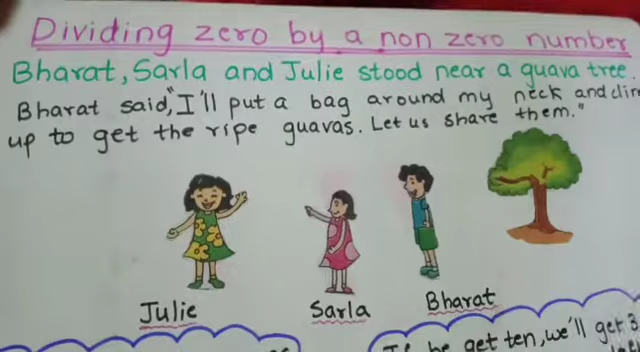 Dividing zero by a non zero number
Bharat, Sarla and Julie stood near a guava tree.
Bharat said, "I'll put a bag around my neck and
up to get the ripe guavas. Let us share them."
Julie
Sarla
Bharat
he get ten, we'll get 3